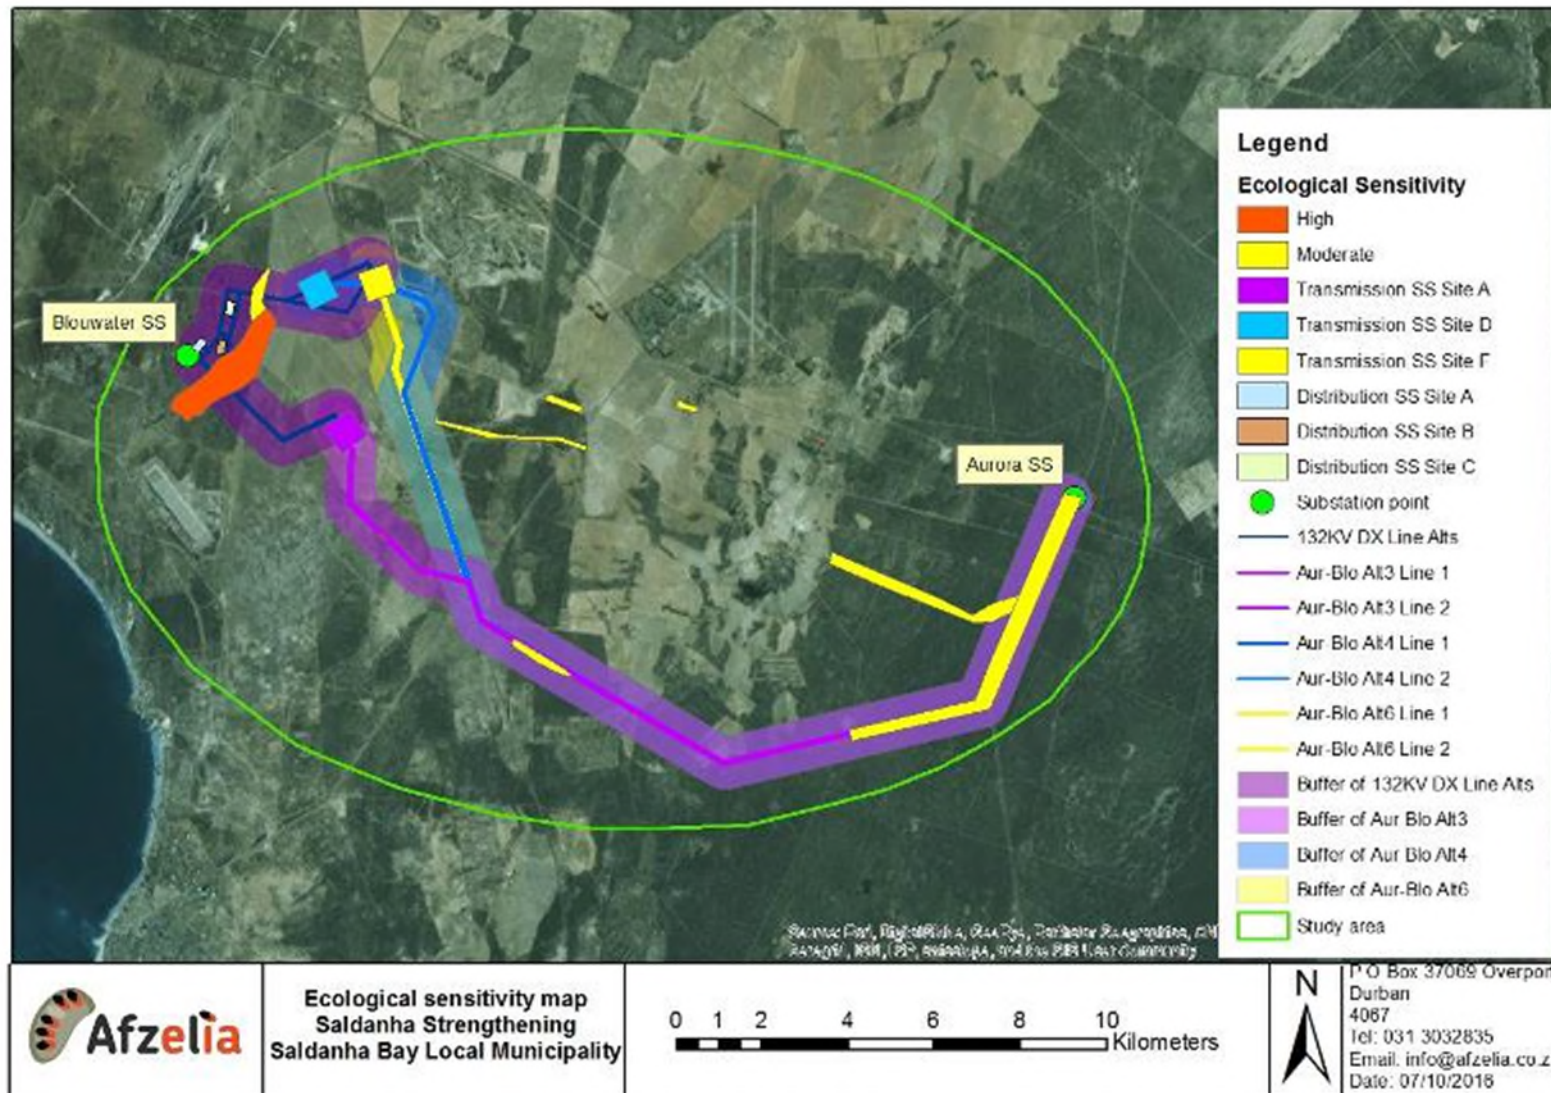 Blouwater SS
Aurora SS
Legend
Ecological Sensitivity
High
Moderate
Transmission SS Site A
Transmission SS Site D
Transmission SS Site F
Distribution SS Site A
Distribution SS Site B
Distribution SS Site C
Substation point
132KV DX Line Alts
Aur-Blo Alt3 Line 1
Aur-Blo Alt3 Line 2
Aur-Blo Alt4 Line 1
Aur-Blo Alt4 Line 2
Aur-Blo Alt6 Line 1
Aur-Blo Alt6 Line 2
Buffer of 132KV DX Line Alts
Buffer of Aur Blo Alt3
Buffer of Aur Blo Alt4
Buffer of Aur-Blo Alt6
Study area
Afzelia
Ecological sensitivity map
Saldanha Strengthening
Saldanha Bay Local Municipality
0 1 2 4 6 8 10
Kilometers
N
P O Box 37069 Overpor
Durban
4067
Tel: 031 3032835
Email: info@afzelia.co.z
Date: 07/10/2016